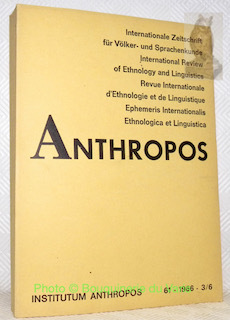 Internationale Zeitschrift
für Völker- und Sprachenkunde
International Review
of Ethnology and Linguistics
Revue Internationale
d'Ethnologie et de Linguistique
Ephemeris Internationalis
Ethnologica et Linguistica
ANTHROPOS
Photo ©
INSTITUTUM ANTHROPOS 61 - 1966 - 3/6